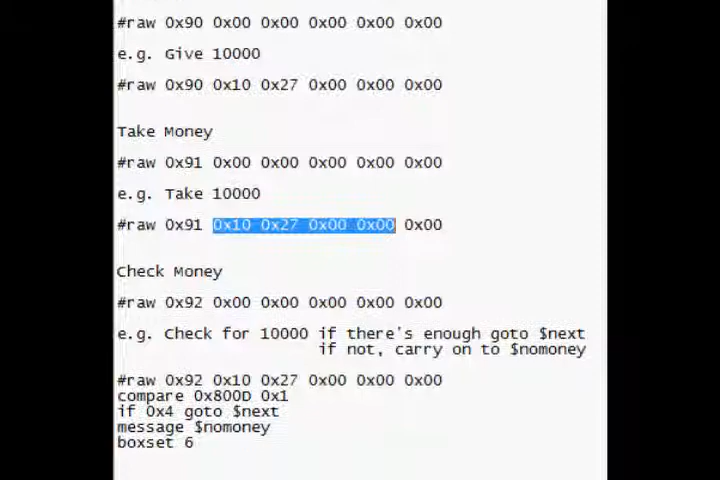 #raw 0x90 0x00 0x00 0x00 0x00 0x00
e.g. Give 10000
#raw 0x90 0x10 0x27 0x00 0x00 0x00
Take Money
#raw 0x91 0x00 0x00 0x00 0x00 0x00
e.g. Take 10000
#raw 0x91 0x10 0x27 0x00 0x00 0x00
Check Money
#raw 0x92 0x00 0x00 0x00 0x00 0x00
e.g. Check for 10000 if there's enough goto $next
if not, carry on to $nomoney
#raw 0x92 0x10 0x27 0x00 0x00 0x00
compare 0x800D 0x1
if 0x4 goto $next
message $nomoney
boxset 6